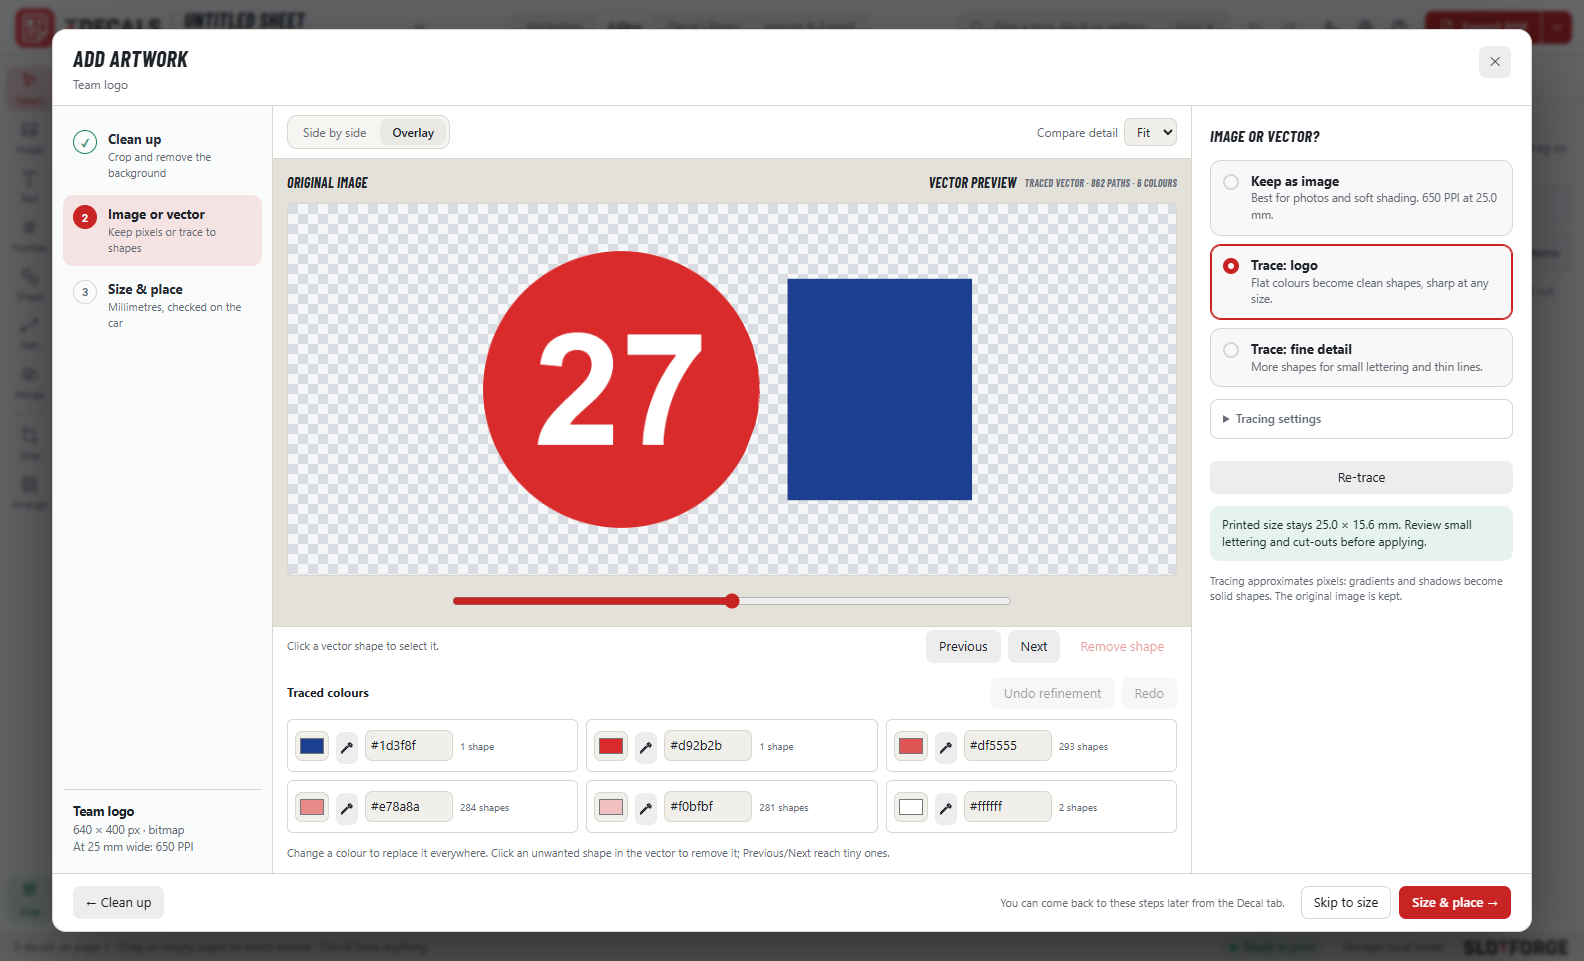 UNTITLED SHEET
ADD ARTWORK
Team logo
Clean up
Crop and remove the
background
2
Image or vector
Keep pixels or trace to
shapes
3
Size & place
Millimetres, checked on the
car
Team logo
640 × 400 px · bitmap
At 25 mm wide: 650 PPI
Side by side
Overlay
Compare detail
Fit
ORIGINAL IMAGE
VECTOR PREVIEW
TRACED VECTOR · 862 PATHS · 6 COLOURS
27
Click a vector shape to select it.
Previous
Next
Remove shape
Traced colours
Undo refinement
Redo
#1d3f8f
1 shape
#d92b2b
1 shape
#df5555
293 shapes
#e78a8a
284 shapes
#f0bfbf
281 shapes
#ffffff
2 shapes
Change a colour to replace it everywhere. Click an unwanted shape in the vector to remove it; Previous/Next reach tiny ones.
IMAGE OR VECTOR?
Keep as image
Best for photos and soft shading. 650 PPI at 25.0
mm.
Trace: logo
Flat colours become clean shapes, sharp at any
size.
Trace: fine detail
More shapes for small lettering and thin lines.
Tracing settings
Re-trace
Printed size stays 25.0 × 15.6 mm. Review small
lettering and cut-outs before applying.
Tracing approximates pixels: gradients and shadows become
solid shapes. The original image is kept.
← Clean up
You can come back to these steps later from the Decal tab.
Skip to size
Size & place →
SLOTFORGE